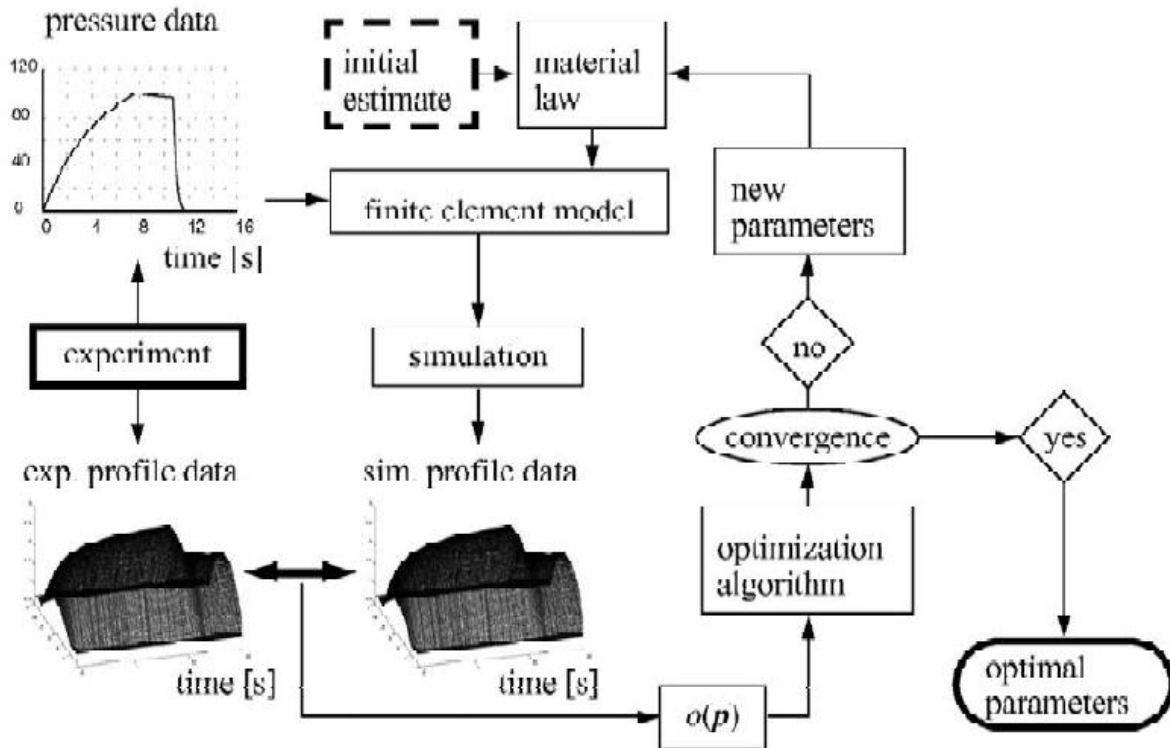 pressure data
120
80
40
0
0 4 8 12 16
time [s]
initial
estimate
material
law
finite element model
new
parameters
experiment
simulation
no
convergence
yes
exp. profile data
sim. profile data
optimization
algorithm
time [s]
time [s]
o(p)
optimal
parameters